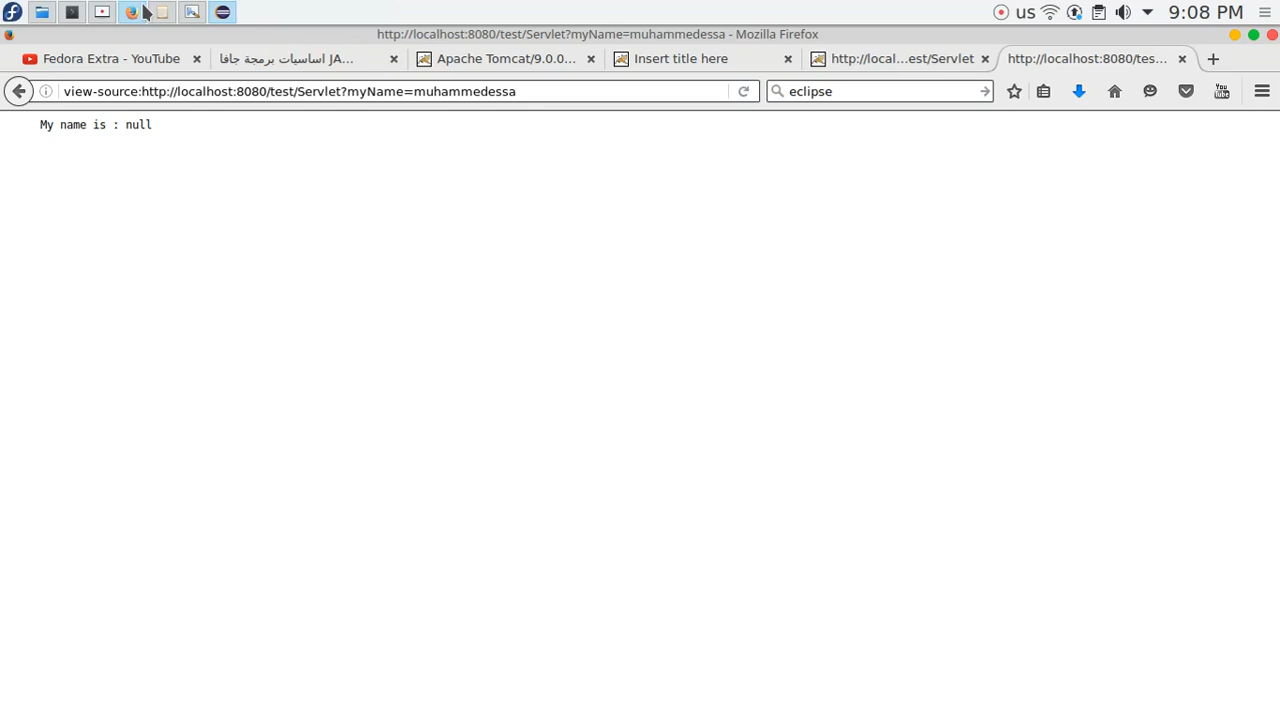 us 9:08 PM
http://localhost:8080/test/Servlet?myName=muhammedessa - Mozilla Firefox
Fedora Extra - YouTube اساسيات برمجة جافا JA... Apache Tomcat/9.0.0... Insert title here http://local...est/Servlet http://localhost:8080/tes...
view-source:http://localhost:8080/test/Servlet?myName=muhammedessa eclipse You Tube
My name is : null